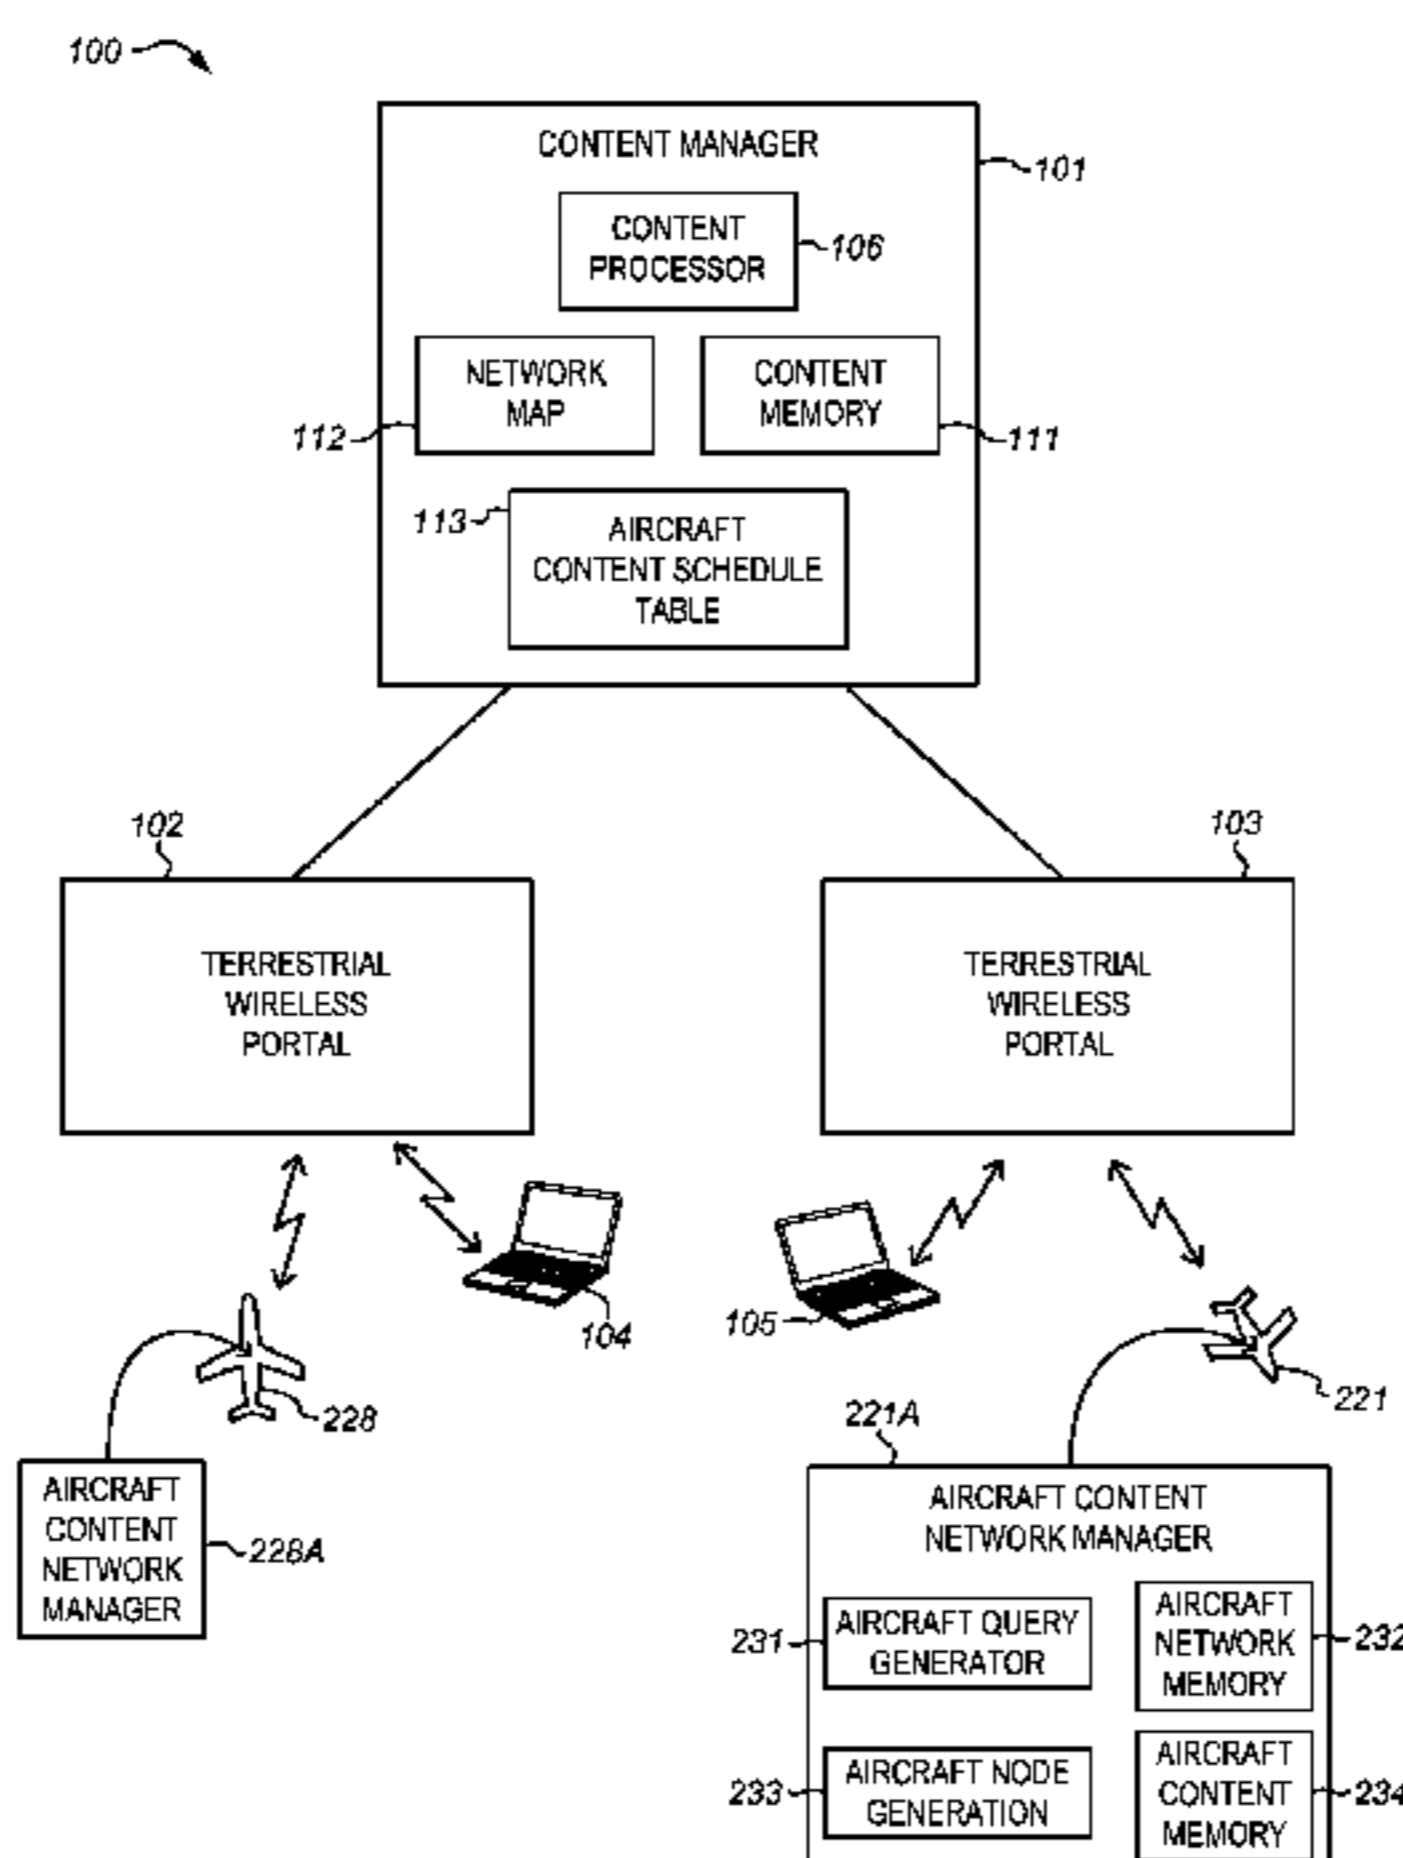 100
CONTENT MANAGER
101
CONTENT
PROCESSOR
106
NETWORK
MAP
112
CONTENT
MEMORY
111
113
AIRCRAFT
CONTENT SCHEDULE
TABLE
102
103
TERRESTRIAL
WIRELESS
PORTAL
TERRESTRIAL
WIRELESS
PORTAL
104
105
228
221
221A
AIRCRAFT
CONTENT
NETWORK
MANAGER
228A
AIRCRAFT CONTENT
NETWORK MANAGER
231
AIRCRAFT QUERY
GENERATOR
AIRCRAFT
NETWORK
MEMORY
232
233
AIRCRAFT NODE
GENERATION
AIRCRAFT
CONTENT
MEMORY
234